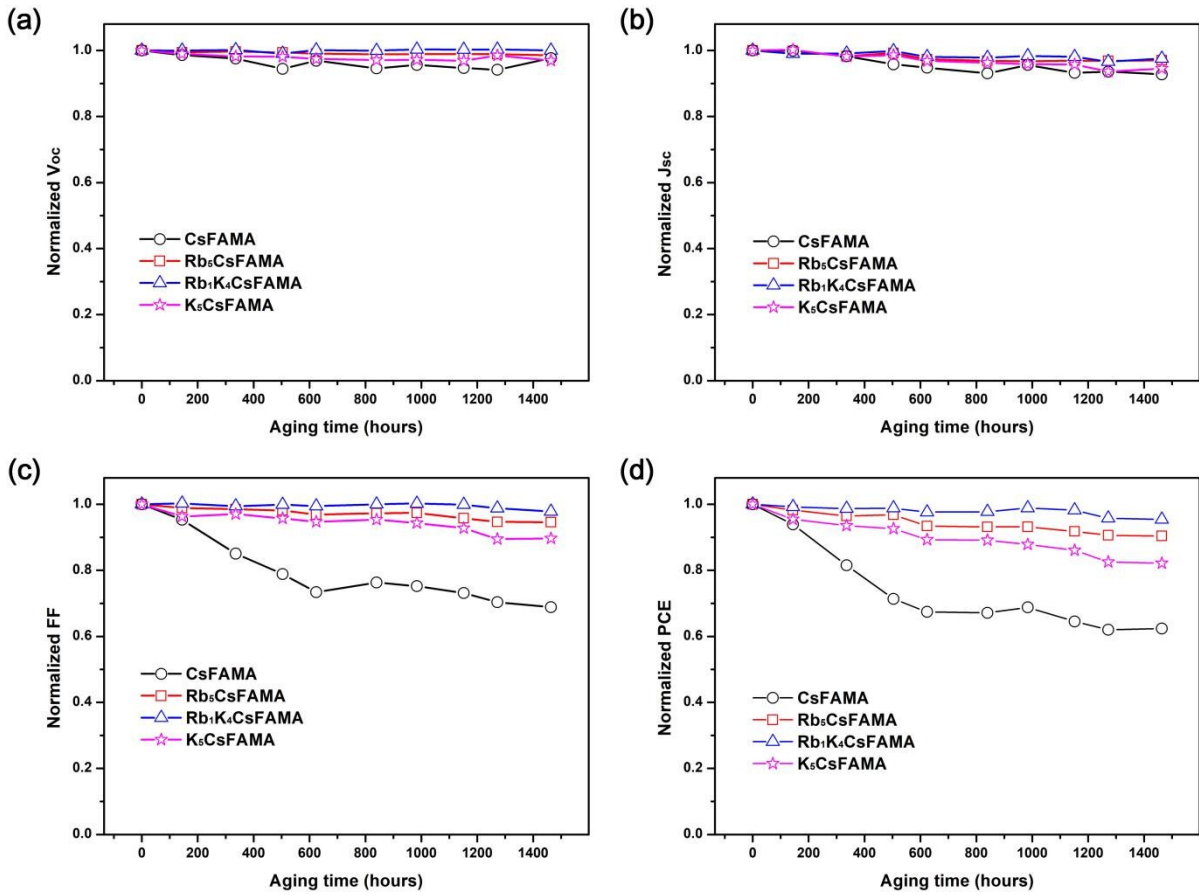 (a)
1.0
0.8
0.6
0.4
0.2
0.0
Normalized Voc
CsFAMA
Rb₅CsFAMA
Rb₁K₄CsFAMA
K₅CsFAMA
0 200 400 600 800 1000 1200 1400
Aging time (hours)
(b)
1.0
0.8
0.6
0.4
0.2
0.0
Normalized Jsc
CsFAMA
Rb₅CsFAMA
Rb₁K₄CsFAMA
K₅CsFAMA
0 200 400 600 800 1000 1200 1400
Aging time (hours)
(c)
1.0
0.8
0.6
0.4
0.2
0.0
Normalized FF
CsFAMA
Rb₅CsFAMA
Rb₁K₄CsFAMA
K₅CsFAMA
0 200 400 600 800 1000 1200 1400
Aging time (hours)
(d)
1.0
0.8
0.6
0.4
0.2
0.0
Normalized PCE
CsFAMA
Rb₅CsFAMA
Rb₁K₄CsFAMA
K₅CsFAMA
0 200 400 600 800 1000 1200 1400
Aging time (hours)